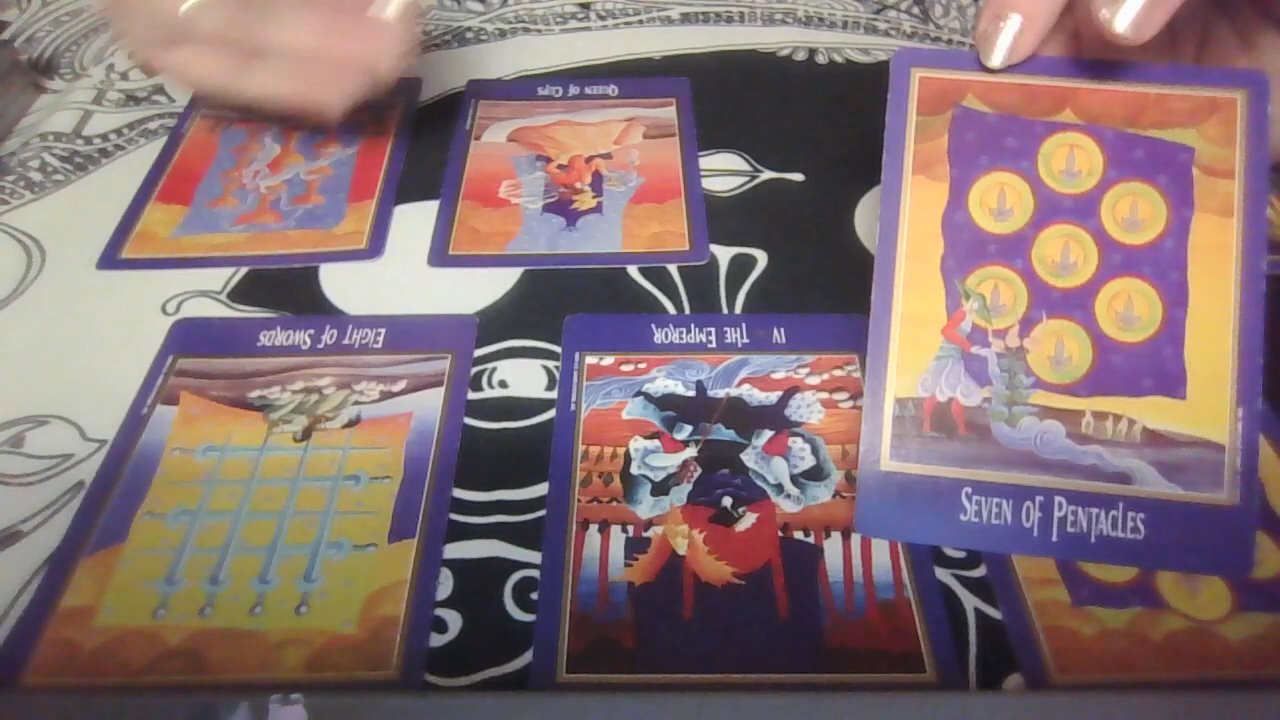 QUEEN OF CUPS
EIGHT OF SWORDS
IV THE EMPEROR
SEVEN OF PENTACLES